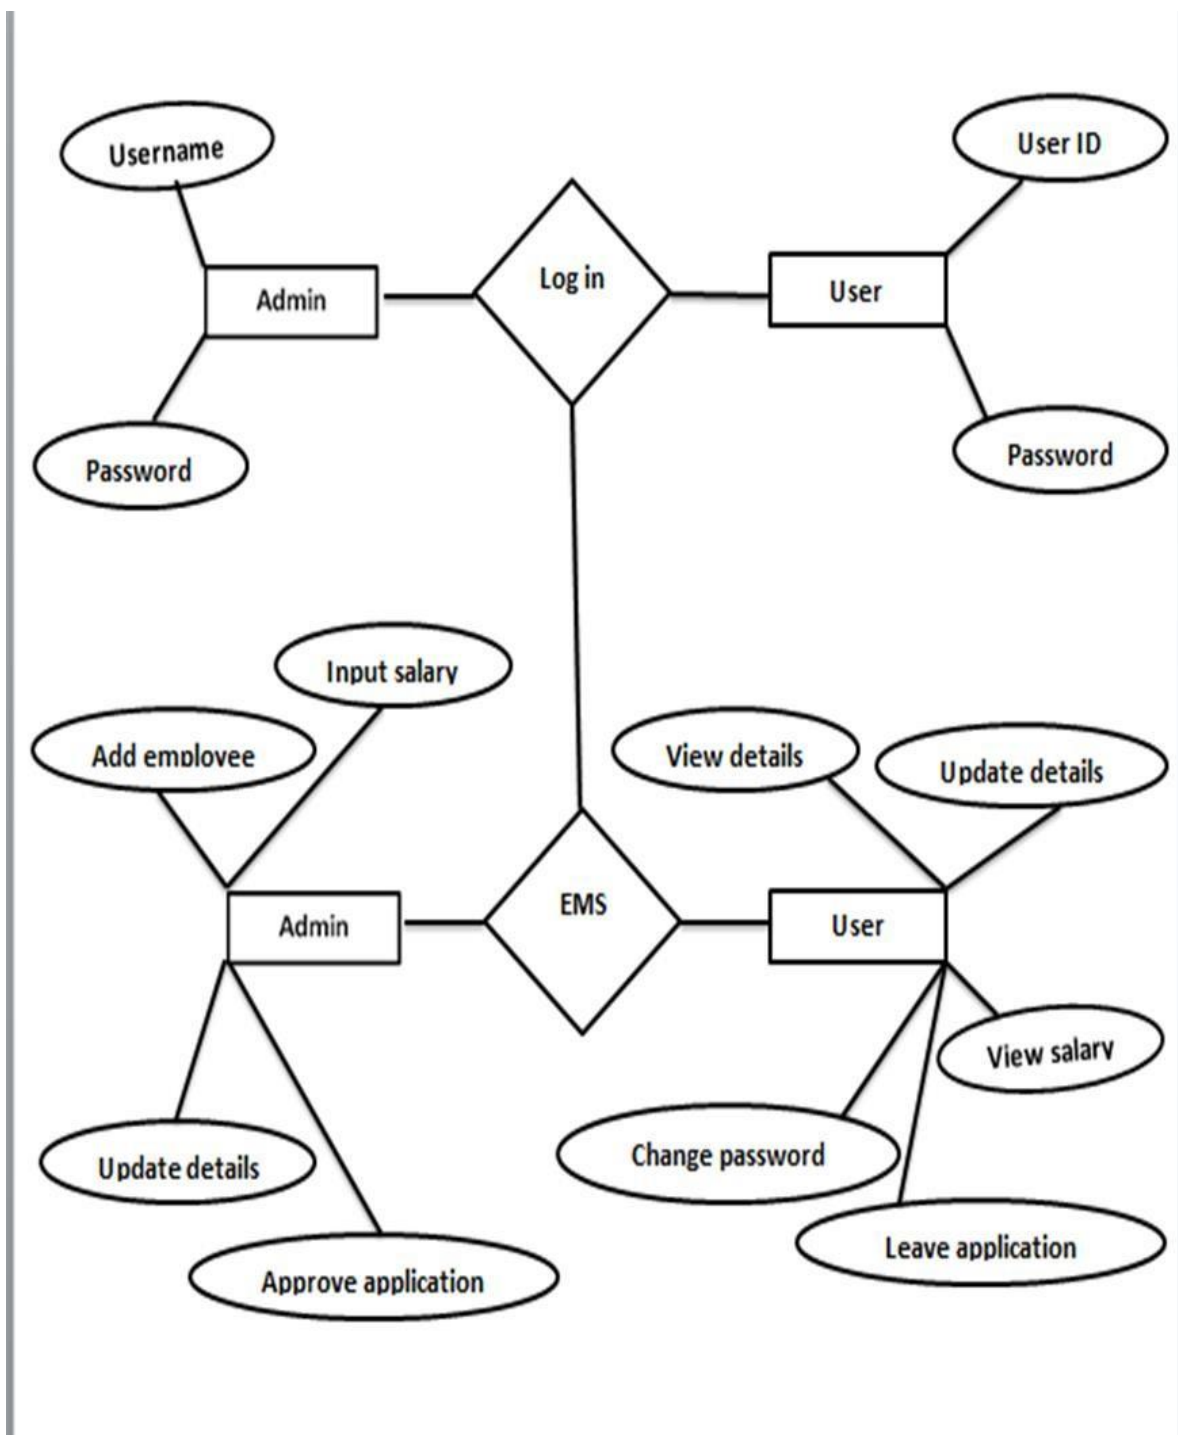 Username
User ID
Log in
Admin
User
Password
Password
Input salary
Add employee
View details
Update details
EMS
Admin
User
View salary
Change password
Update details
Leave application
Approve application